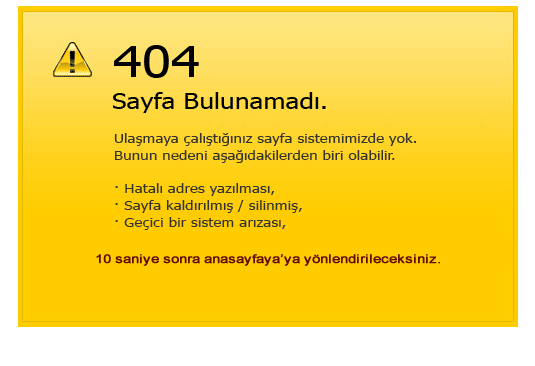 404
Sayfa Bulunamadı.
Ulaşmaya çalıştığınız sayfa sistemimizde yok.
Bunun nedeni aşağıdakilerden biri olabilir.
· Hatalı adres yazılması,
· Sayfa kaldırılmış / silinmiş,
· Geçici bir sistem arızası,
10 saniye sonra anasayfaya'ya yönlendirileceksiniz.